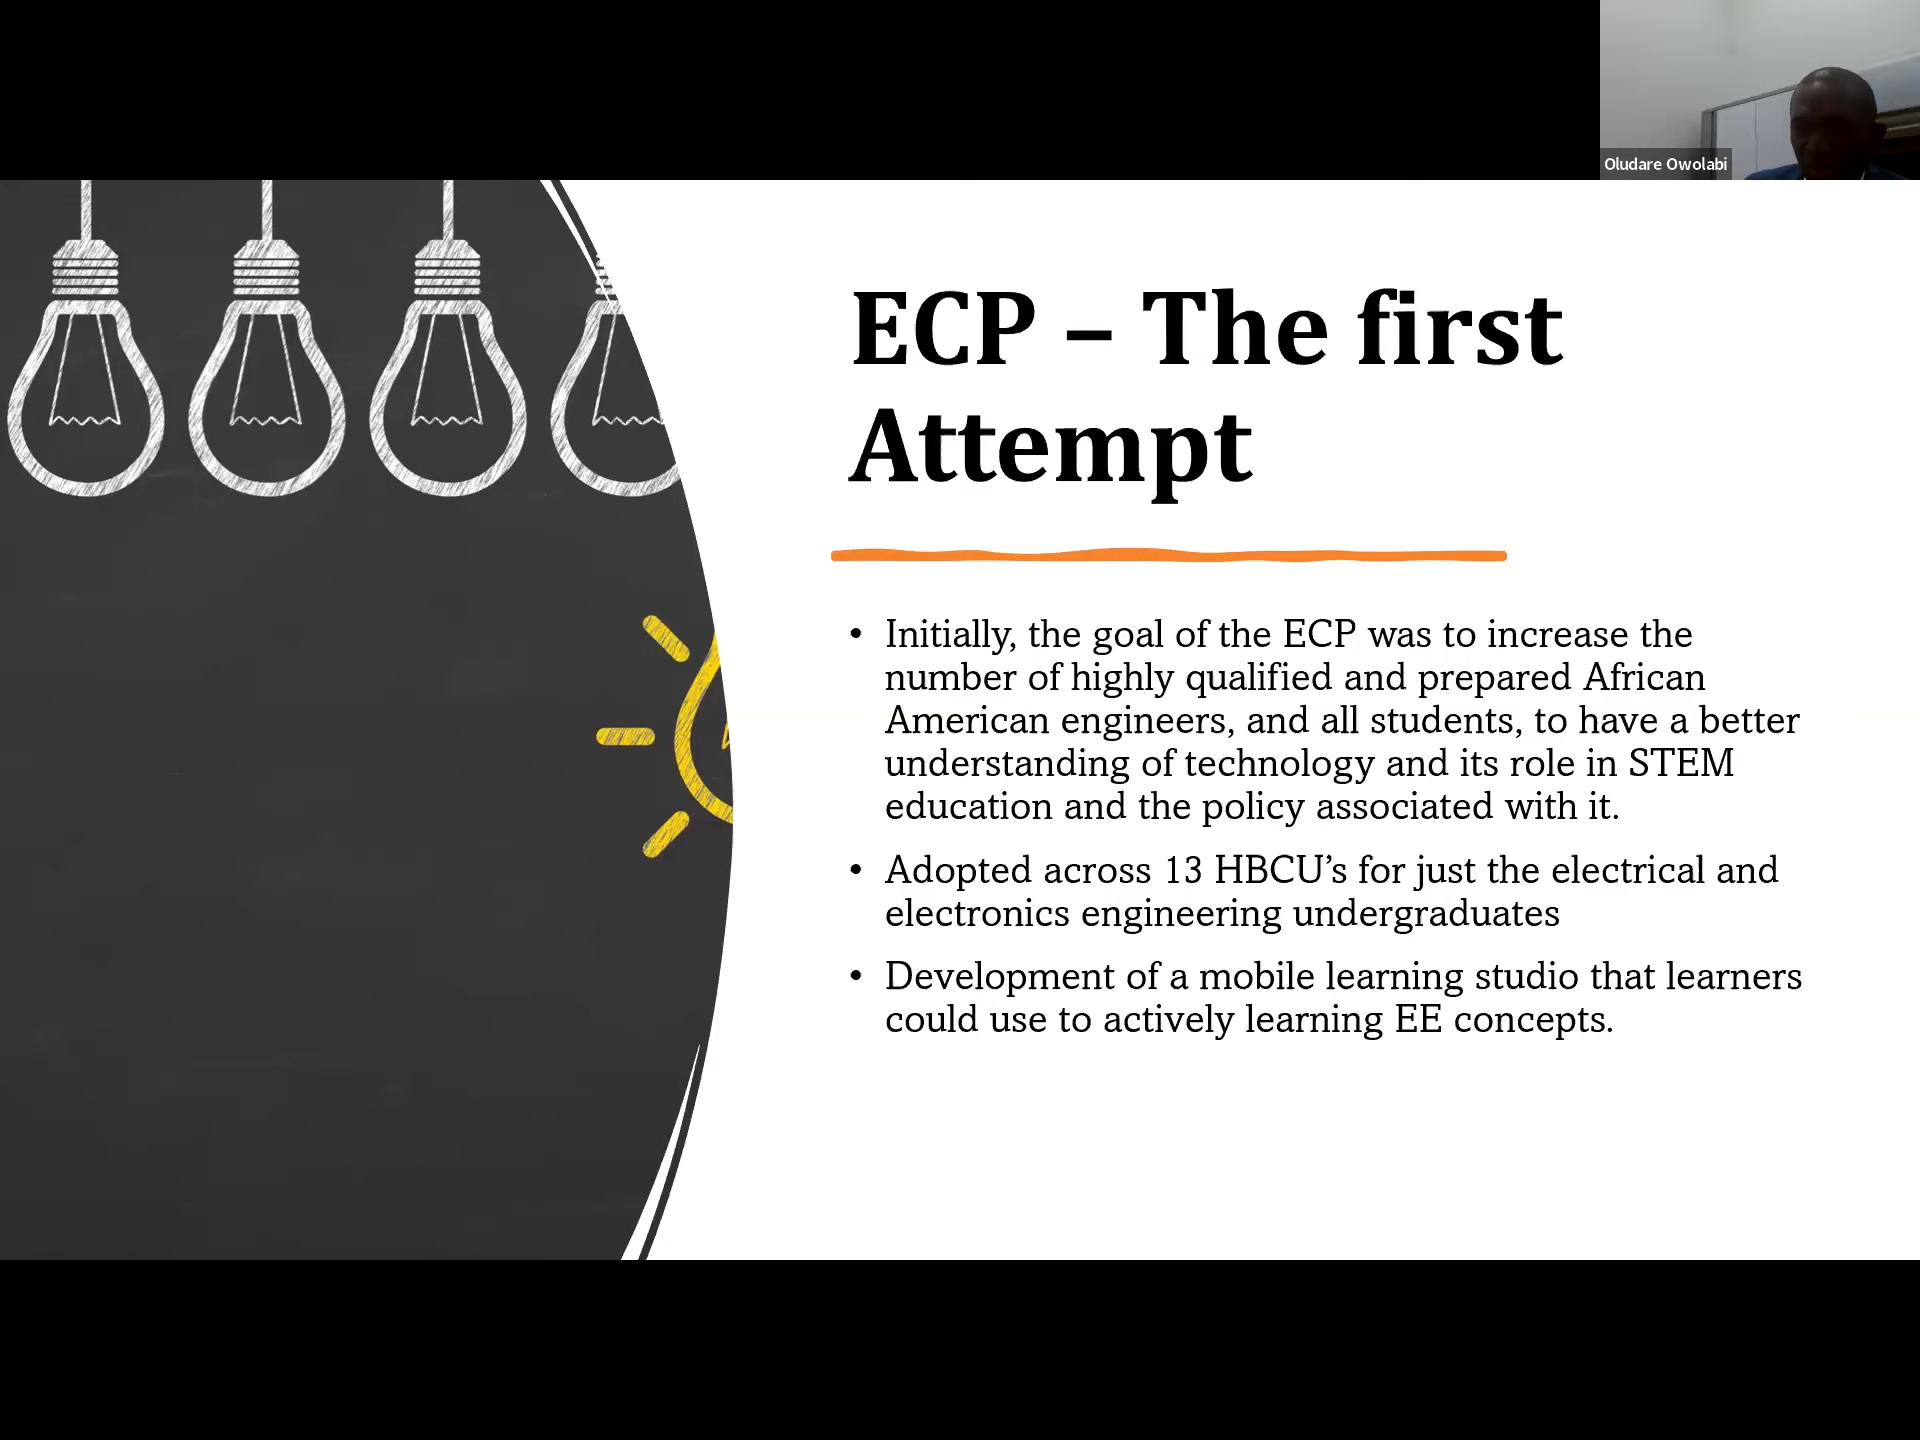 Oludare Owolabi
ECP – The first
Attempt
• Initially, the goal of the ECP was to increase the
number of highly qualified and prepared African
American engineers, and all students, to have a better
understanding of technology and its role in STEM
education and the policy associated with it.
• Adopted across 13 HBCU’s for just the electrical and
electronics engineering undergraduates
• Development of a mobile learning studio that learners
could use to actively learning EE concepts.